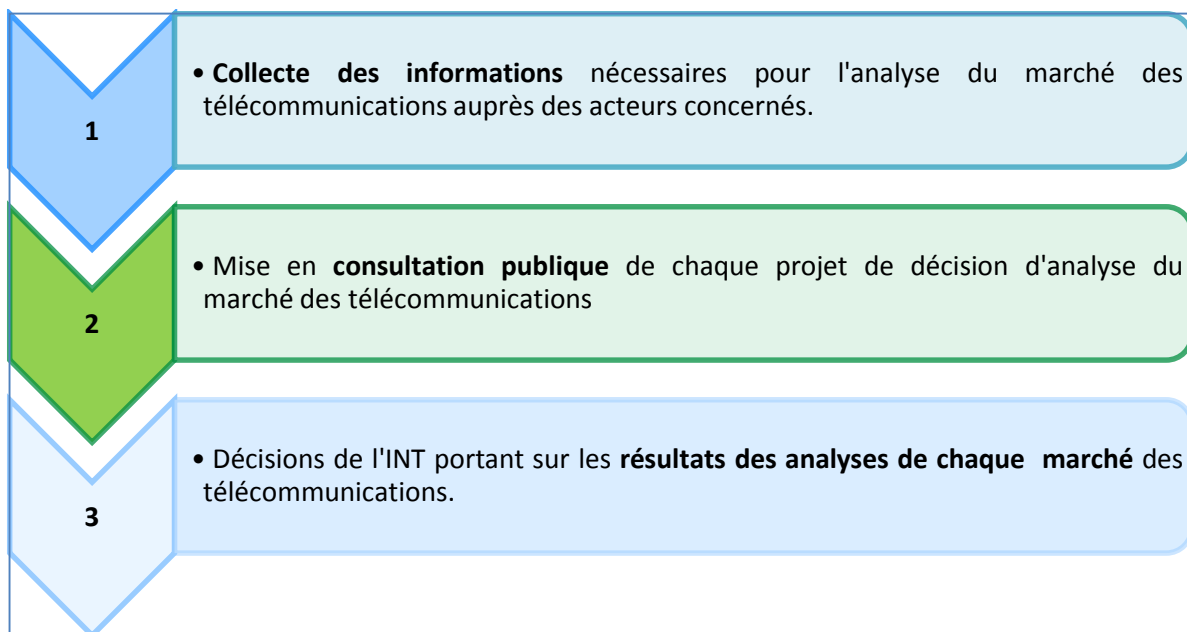 1
• Collecte des informations nécessaires pour l'analyse du marché des
télécommunications auprès des acteurs concernés.
2
• Mise en consultation publique de chaque projet de décision d'analyse du
marché des télécommunications
3
• Décisions de l'INT portant sur les résultats des analyses de chaque marché des
télécommunications.